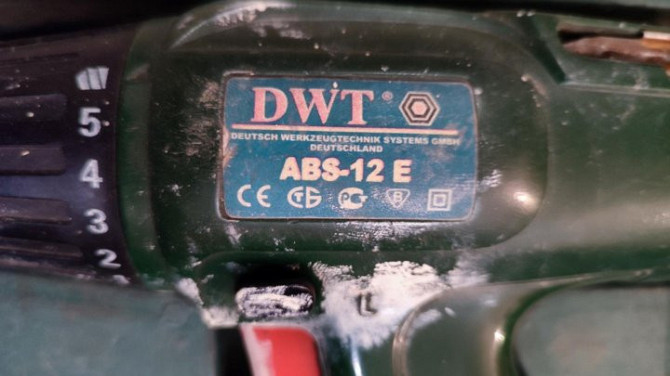 5
4
3
2
DWT®
DEUTSCH WERKZEUGTECHNIK SYSTEMS GMBH
DEUTSCHLAND
ABS-12 E
CE